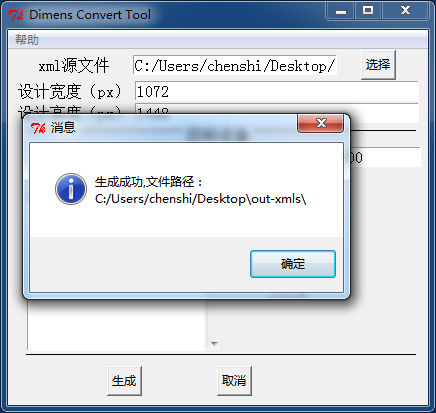 Dimens Convert Tool
帮助
xml源文件 C:/Users/chenshi/Desktop/ 选择
设计宽度（px） 1072
设计高度（px） 1448
消息
生成成功,文件路径：
C:/Users/chenshi/Desktop\out-xmls\
确定
生成 取消